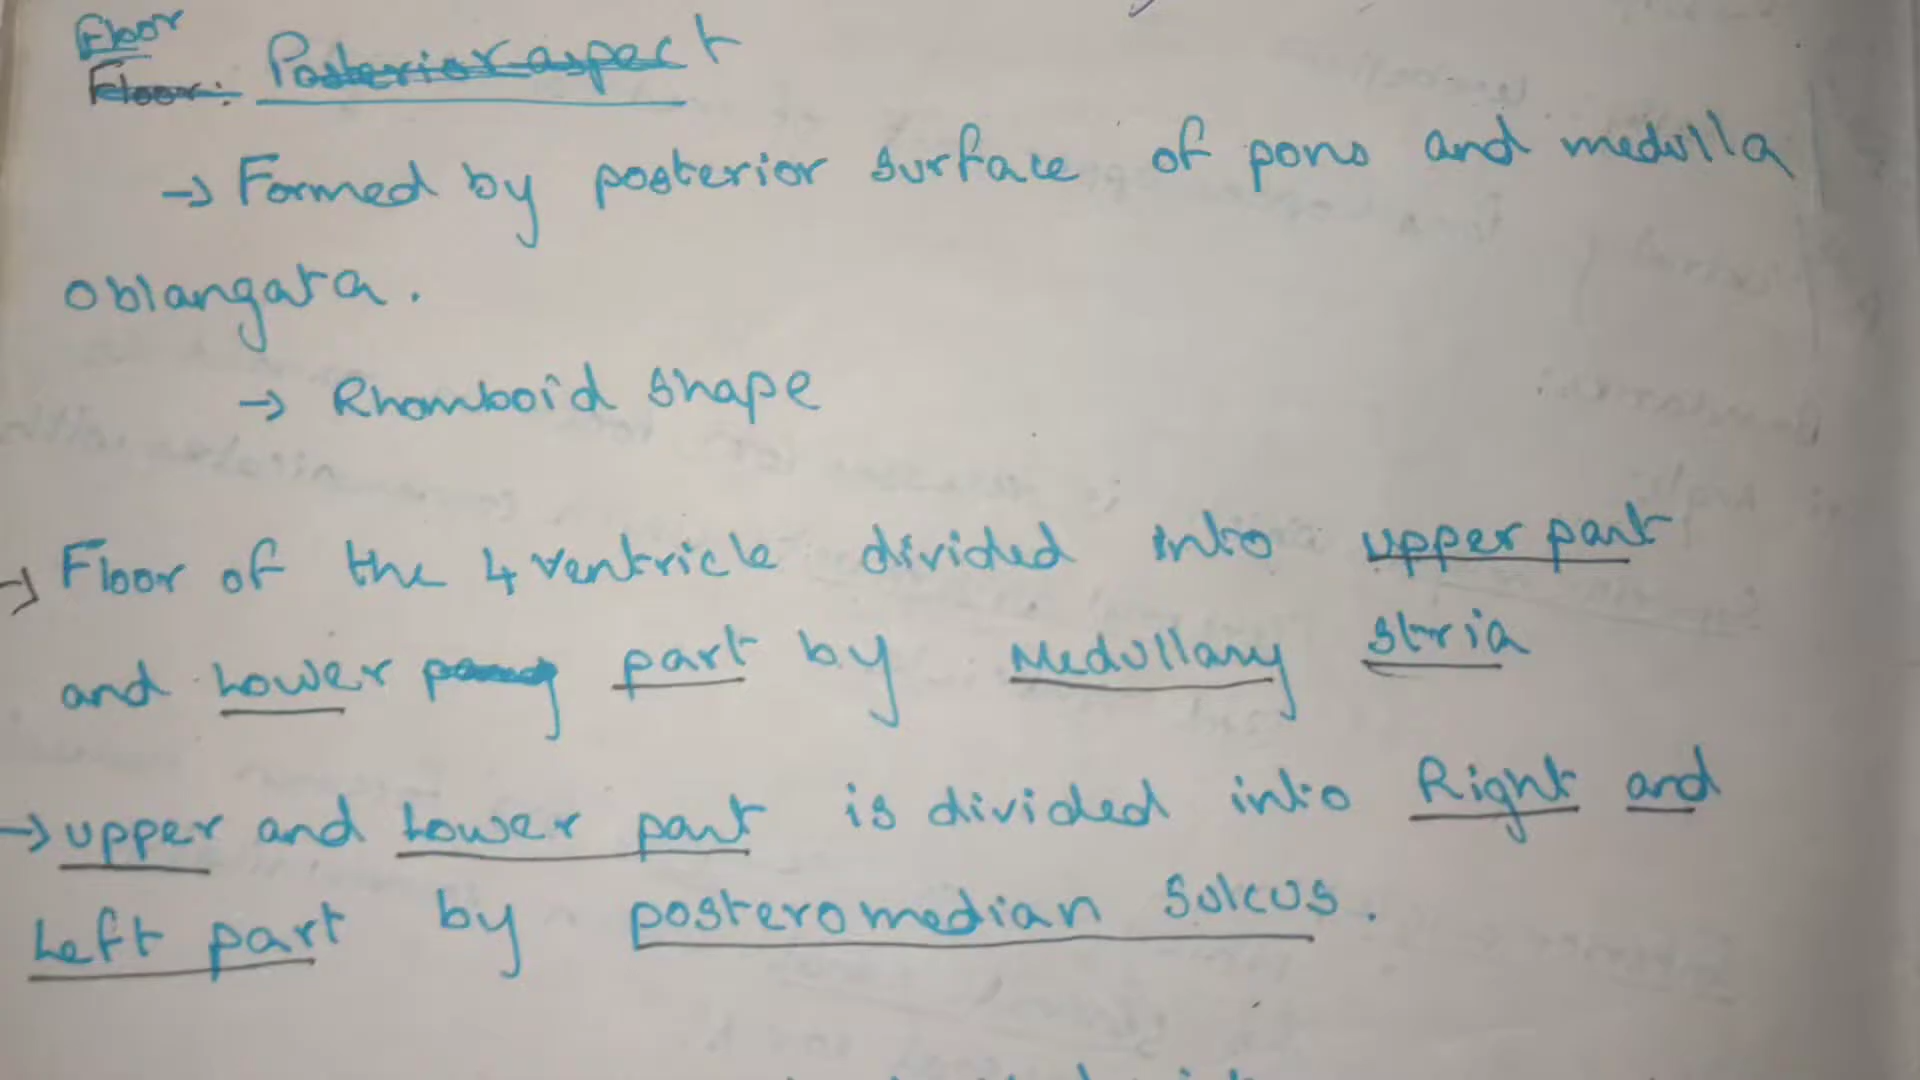 Floor
Floor: Posterior aspect
→ Formed by posterior surface of pons and medulla
oblangata.
→ Rhomboid shape
→ Floor of the 4 ventricle divided into upper part
and Lower part by Medullary stria
→ upper and Lower part is divided into Right and
Left part by posteromedian sulcus.